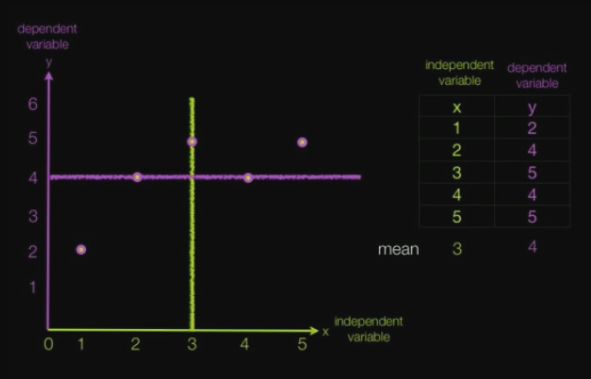 dependent
variable
y
6
5
4
3
2
1
0 1 2 3 4 5
x
independent
variable
independent
variable
dependent
variable
x y
1 2
2 4
3 5
4 4
5 5
mean 3 4